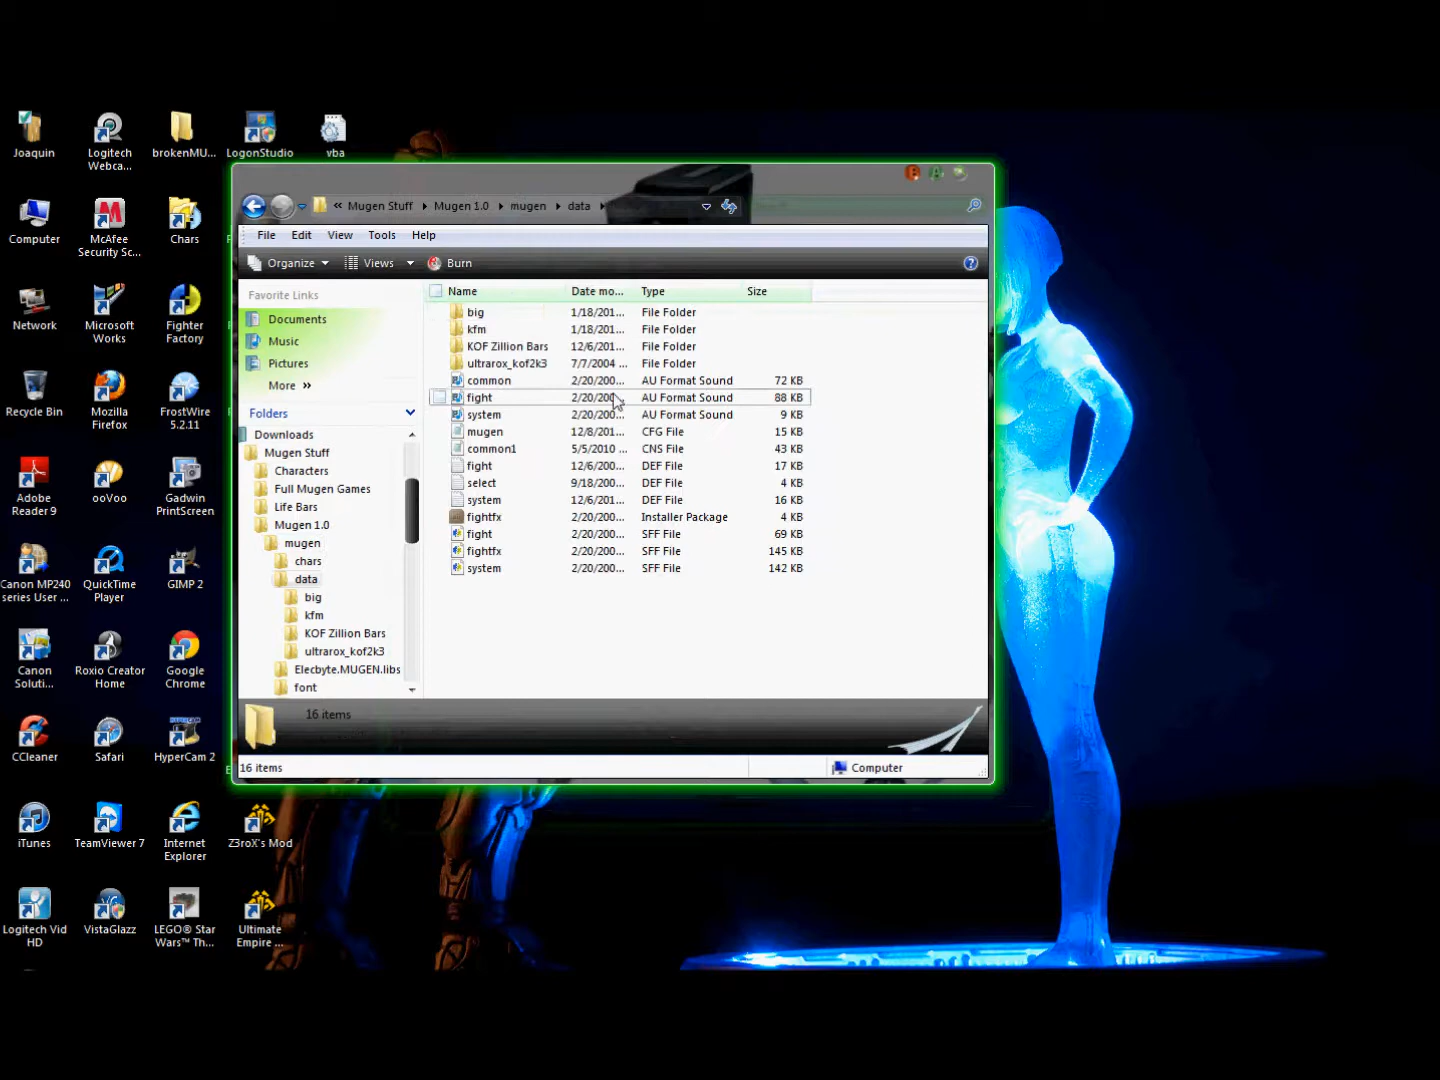 Joaquin
Logitech Webca...
brokenMU...
LogonStudio
vba
Computer
McAfee Security Sc...
Chars
Network
Microsoft Works
Fighter Factory
Recycle Bin
Mozilla Firefox
FrostWire 5.2.11
Adobe Reader 9
ooVoo
Gadwin PrintScreen
Canon MP240 series User ...
QuickTime Player
GIMP 2
Canon Soluti...
Roxio Creator Home
Google Chrome
CCleaner
Safari
HyperCam 2
iTunes
TeamViewer 7
Internet Explorer
Z3roX's Mod
Logitech Vid HD
VistaGlazz
LEGO® Star Wars™ Th...
Ultimate Empire ...
« Mugen Stuff Mugen 1.0 mugen data
File Edit View Tools Help
Organize Views Burn
Favorite Links
Documents
Music
Pictures
More »
Folders
Downloads
Mugen Stuff
Characters
Full Mugen Games
Life Bars
Mugen 1.0
mugen
chars
data
big
kfm
KOF Zillion Bars
ultrarox_kof2k3
Elecbyte.MUGEN.libs
font
Name Date mo... Type Size
big 1/18/201... File Folder
kfm 1/18/201... File Folder
KOF Zillion Bars 12/6/201... File Folder
ultrarox_kof2k3 7/7/2004 ... File Folder
common 2/20/200... AU Format Sound 72 KB
fight 2/20/200... AU Format Sound 88 KB
system 2/20/200... AU Format Sound 9 KB
mugen 12/8/201... CFG File 15 KB
common1 5/5/2010 ... CNS File 43 KB
fight 12/6/200... DEF File 17 KB
select 9/18/200... DEF File 4 KB
system 12/6/201... DEF File 16 KB
fightfx 2/20/200... Installer Package 4 KB
fight 2/20/200... SFF File 69 KB
fightfx 2/20/200... SFF File 145 KB
system 2/20/200... SFF File 142 KB
16 items
16 items
Computer